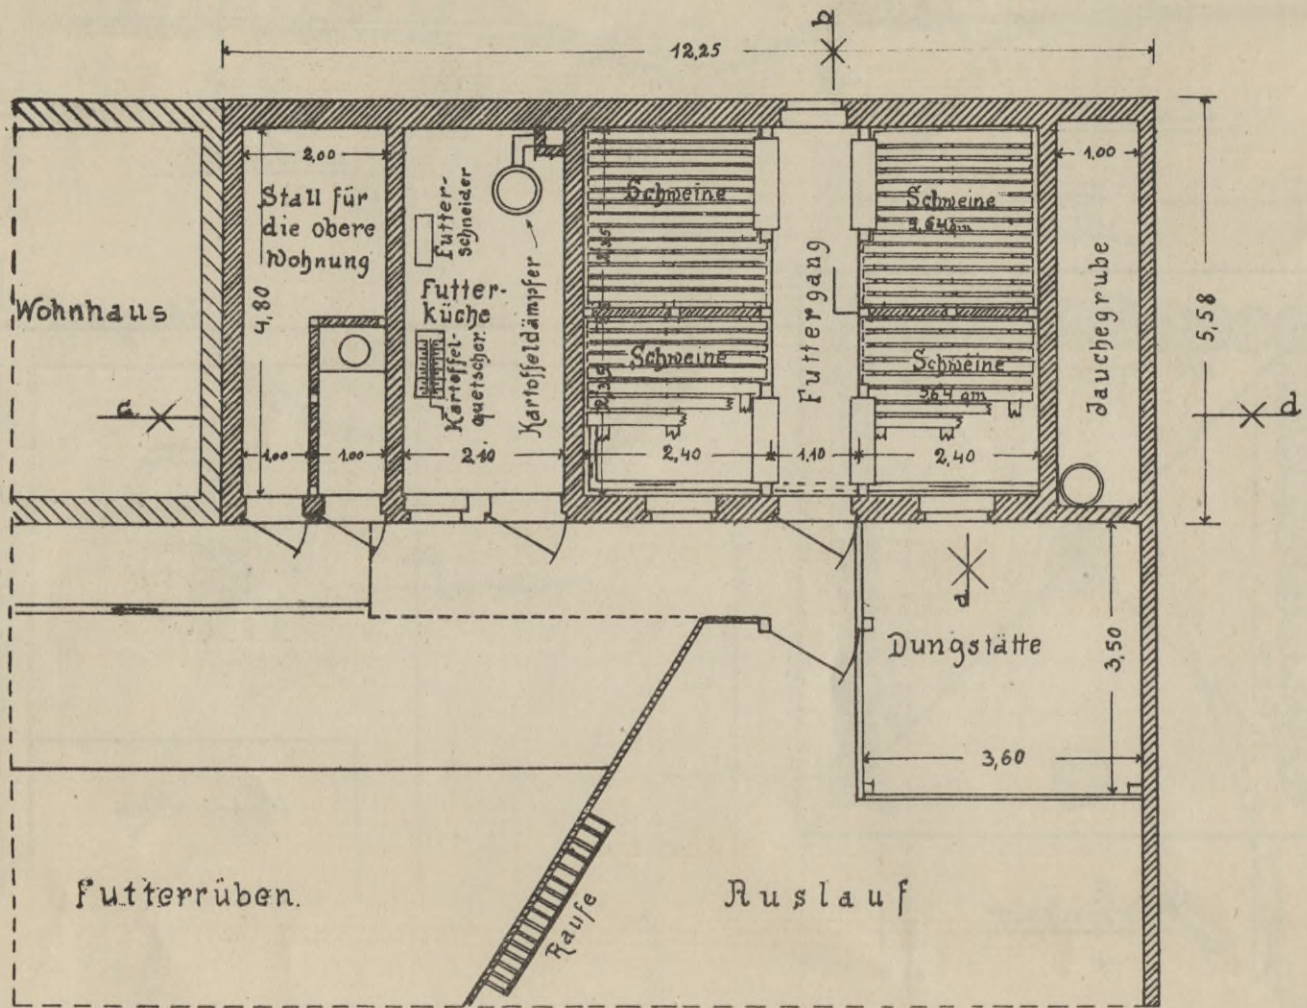 b
12,25
2,00
Stall für
die obere
Wohnung
4,80
1,00
1,00
Wohnhaus
a
Futter-
schneider
Futter-
küche
Kartoffel-
quetscher.
Kartoffeldämpfer
2,10
Schweine
Schweine
2,40
Futtergang
1,10
Schweine
5,64 qm
Schweine
5,64 qm
2,40
1,00
Jauchegrube
5,58
d
a
Dungstätte
3,50
3,60
Futterrüben.
Raufe
Auslauf